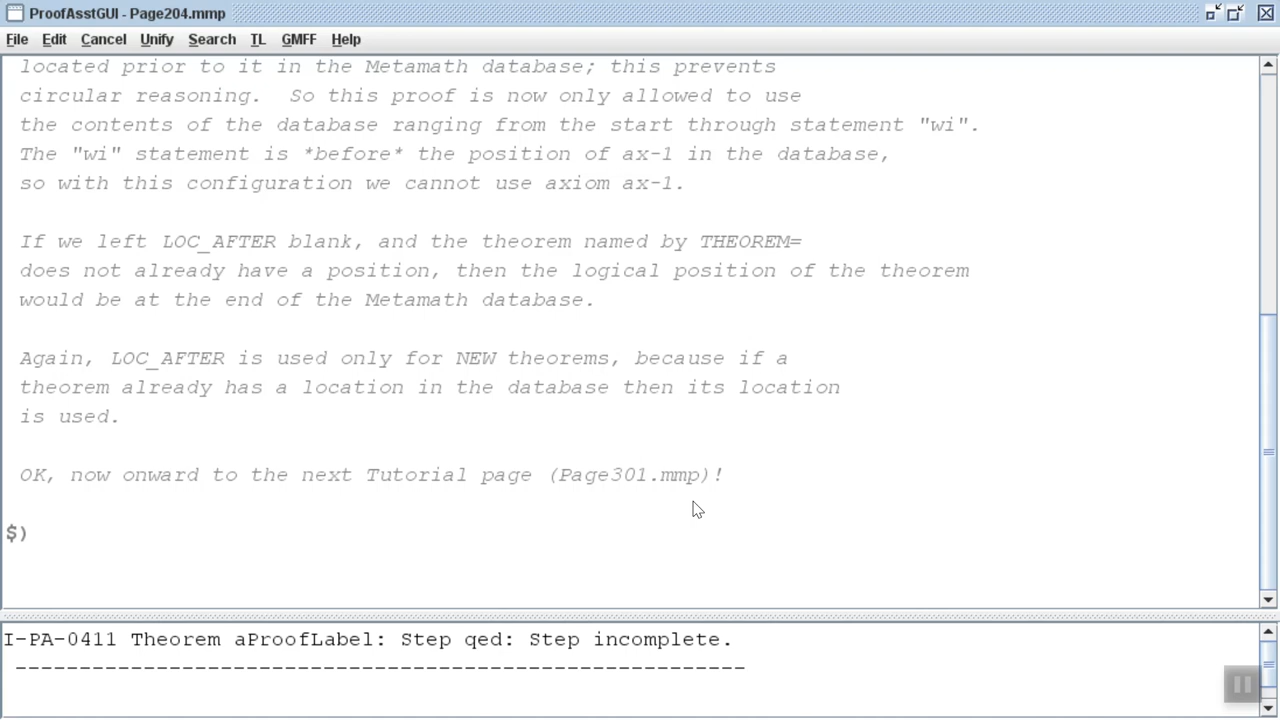 ProofAsstGUI - Page204.mmp
File Edit Cancel Unify Search TL GMFF Help
located prior to it in the Metamath database; this prevents
circular reasoning.  So this proof is now only allowed to use
the contents of the database ranging from the start through statement "wi".
The "wi" statement is *before* the position of ax-1 in the database,
so with this configuration we cannot use axiom ax-1.
If we left LOC_AFTER blank, and the theorem named by THEOREM=
does not already have a position, then the logical position of the theorem
would be at the end of the Metamath database.
Again, LOC_AFTER is used only for NEW theorems, because if a
theorem already has a location in the database then its location
is used.
OK, now onward to the next Tutorial page (Page301.mmp)!
$)
I-PA-0411 Theorem aProofLabel: Step qed: Step incomplete.
---------------------------------------------------------